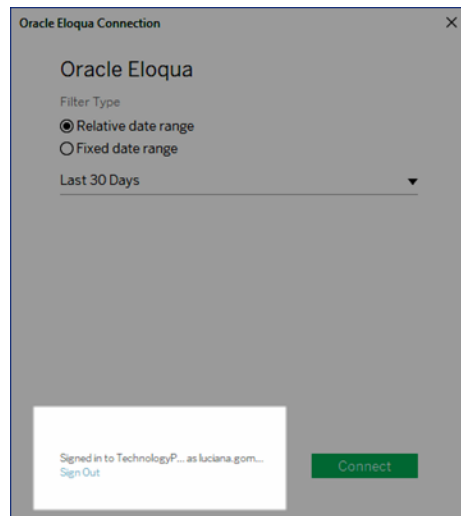 Oracle Eloqua Connection
Oracle Eloqua
Filter Type
Relative date range
Fixed date range
Last 30 Days
Signed in to TechnologyP... as luciana.gom...
Sign Out
Connect